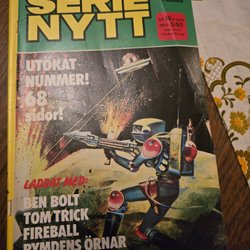 SERIE
NYTT
UTÖKAT
NUMMER!
68
sidor!
LADDAT MED:
BEN BOLT
TOM TRICK
FIREBALL
RYMDENS ÖRNAR